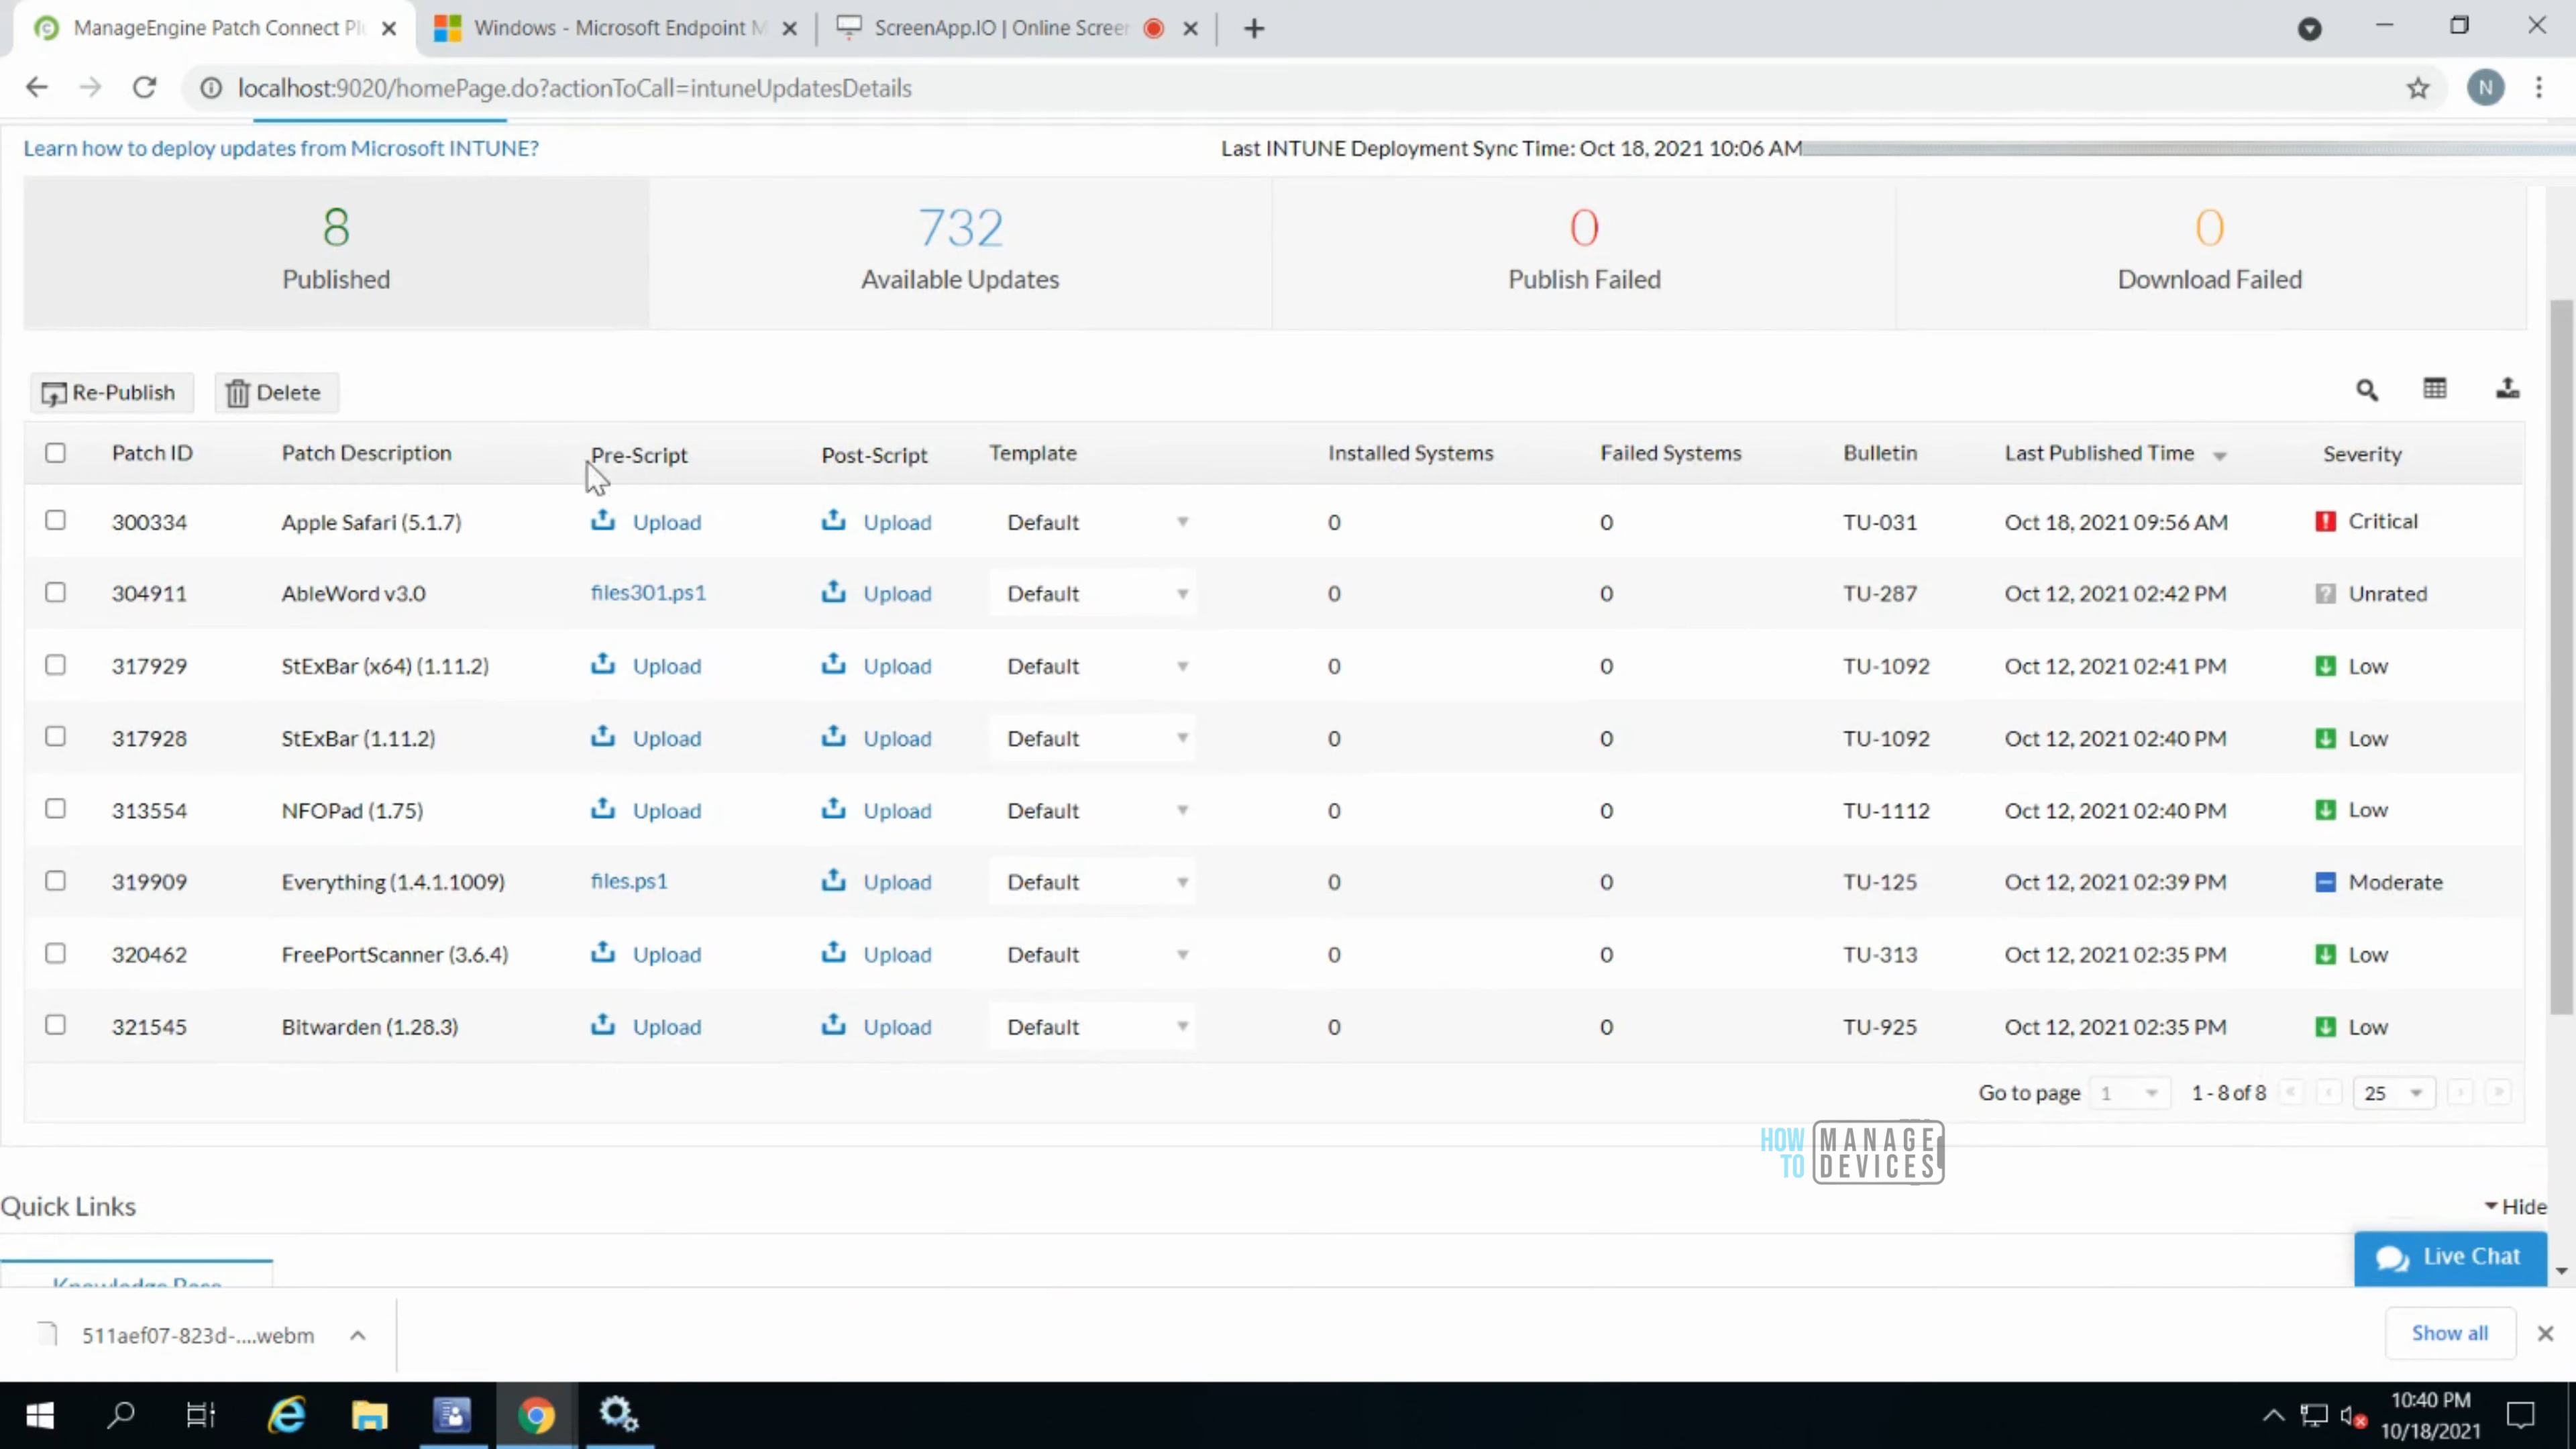 ManageEngine Patch Connect Pl
Windows - Microsoft Endpoint M
ScreenApp.IO | Online Screen
localhost:9020/homePage.do?actionToCall=intuneUpdatesDetails
N
Learn how to deploy updates from Microsoft INTUNE?
Last INTUNE Deployment Sync Time: Oct 18, 2021 10:06 AM
8 732 0 0
Published Available Updates Publish Failed Download Failed
Re-Publish Delete
Patch ID Patch Description Pre-Script Post-Script Template Installed Systems Failed Systems Bulletin Last Published Time Severity
300334 Apple Safari (5.1.7) Upload Upload Default 0 0 TU-031 Oct 18, 2021 09:56 AM Critical
304911 AbleWord v3.0 files301.ps1 Upload Default 0 0 TU-287 Oct 12, 2021 02:42 PM Unrated
317929 StExBar (x64) (1.11.2) Upload Upload Default 0 0 TU-1092 Oct 12, 2021 02:41 PM Low
317928 StExBar (1.11.2) Upload Upload Default 0 0 TU-1092 Oct 12, 2021 02:40 PM Low
313554 NFOPad (1.75) Upload Upload Default 0 0 TU-1112 Oct 12, 2021 02:40 PM Low
319909 Everything (1.4.1.1009) files.ps1 Upload Default 0 0 TU-125 Oct 12, 2021 02:39 PM Moderate
320462 FreePortScanner (3.6.4) Upload Upload Default 0 0 TU-313 Oct 12, 2021 02:35 PM Low
321545 Bitwarden (1.28.3) Upload Upload Default 0 0 TU-925 Oct 12, 2021 02:35 PM Low
Go to page 1 1 - 8 of 8 25
HOW TO MANAGE DEVICES
Quick Links
Hide
Knowledge Base
Live Chat
511aef07-823d-....webm
Show all
10:40 PM
10/18/2021